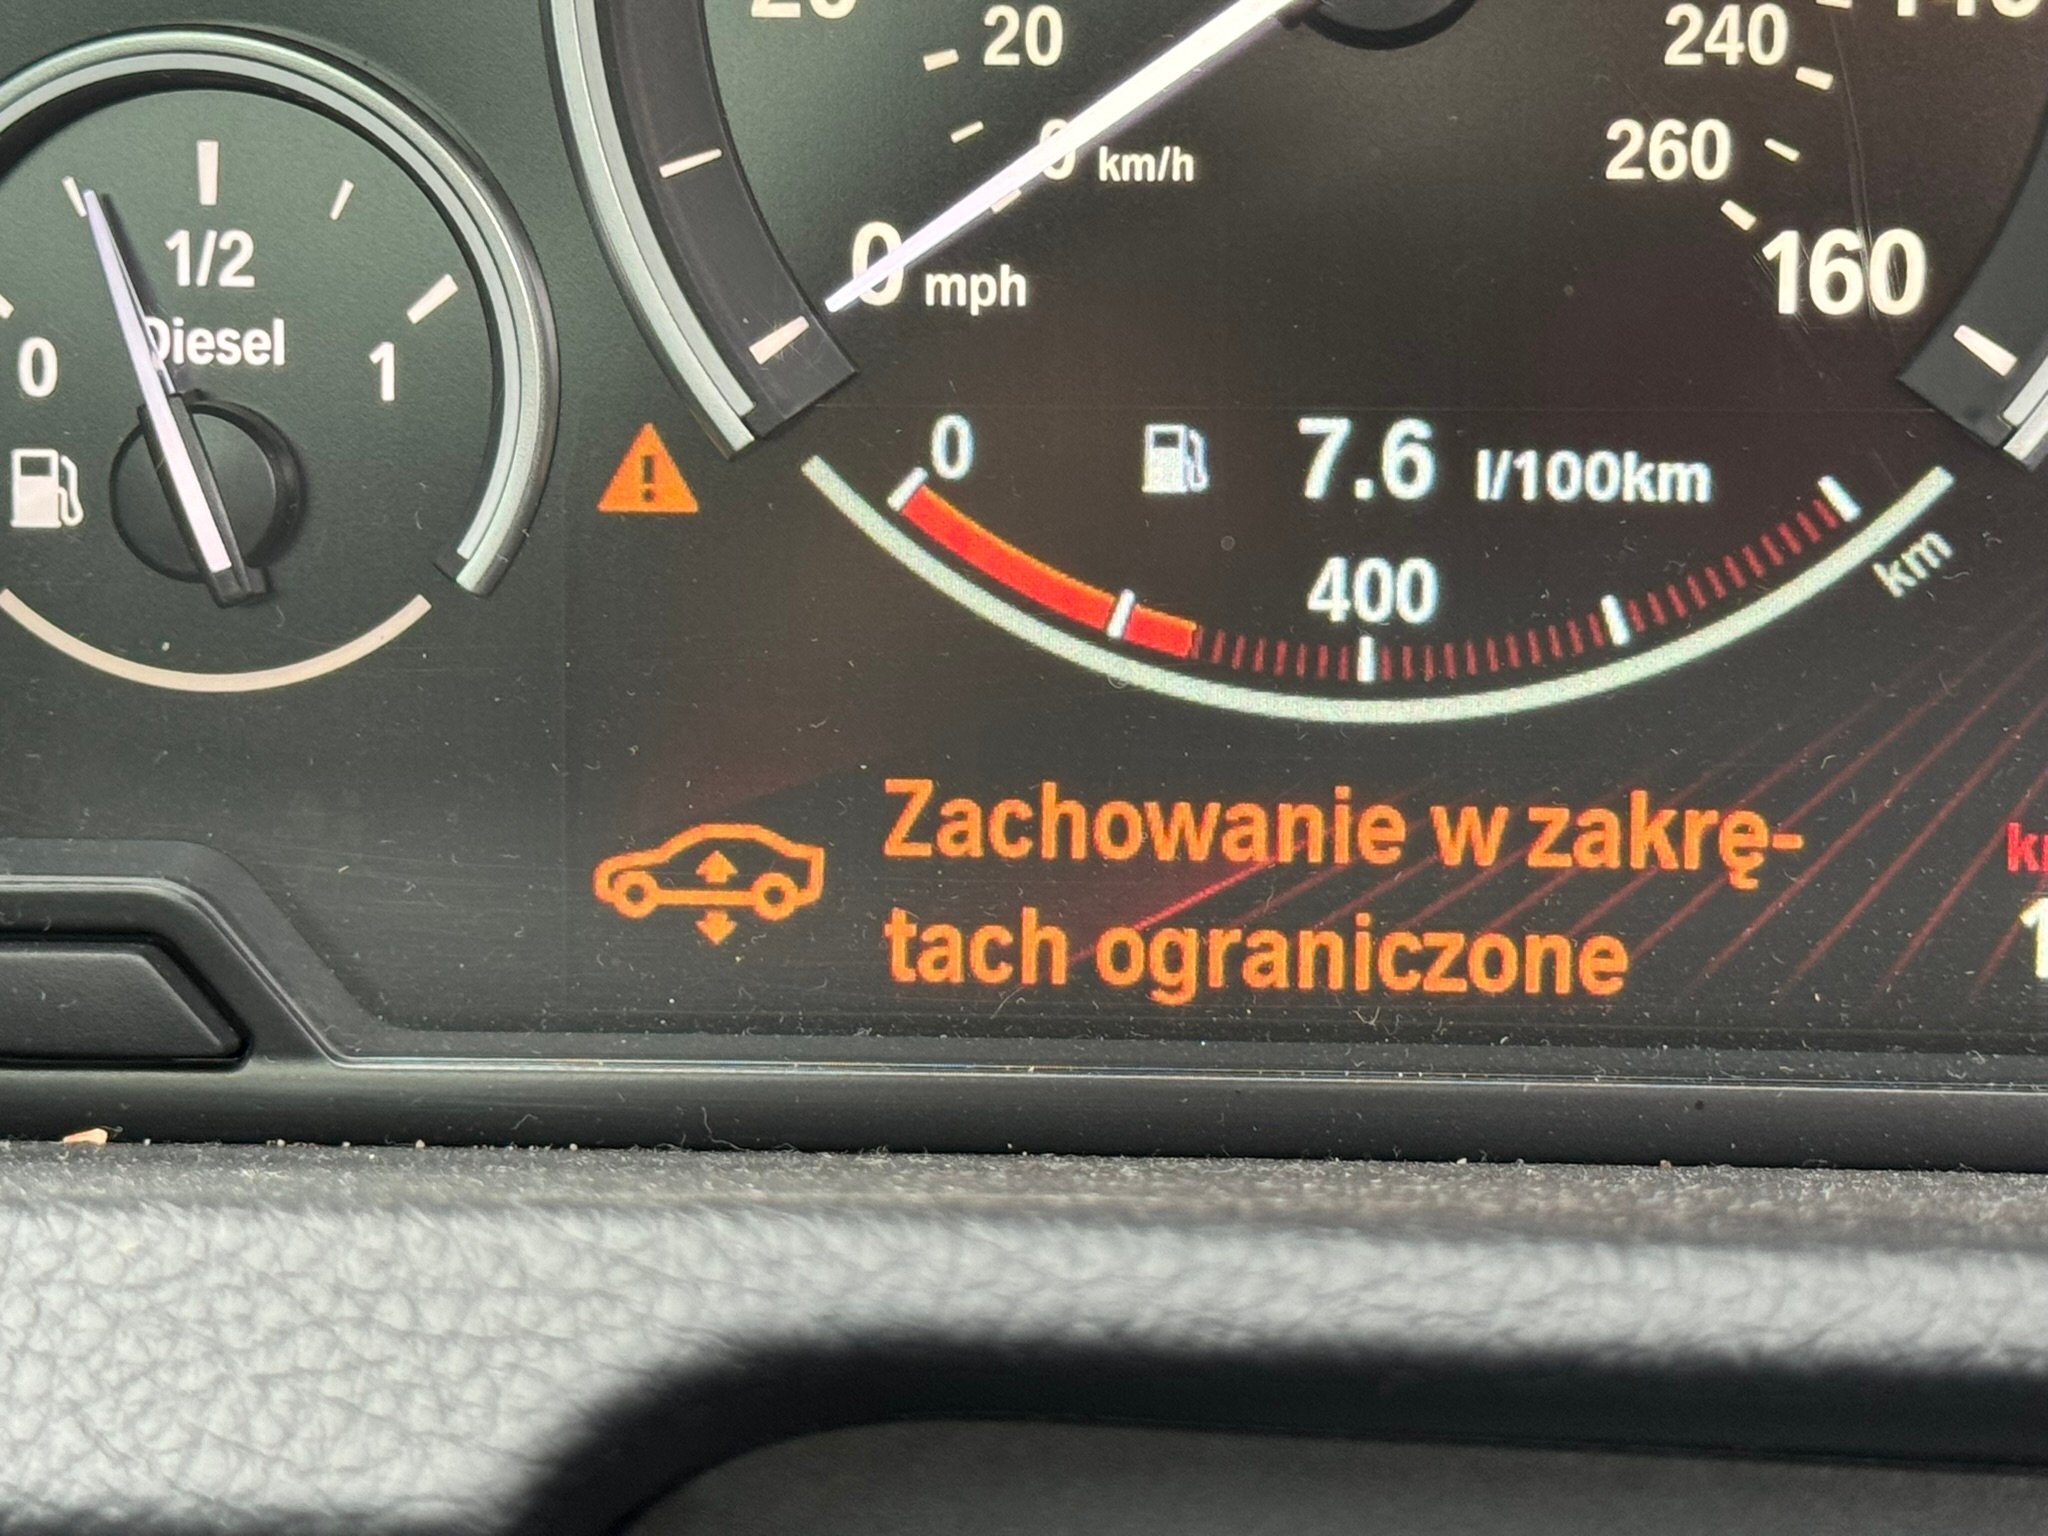 20
240
1/2
0 km/h
260
Diesel
0 mph
160
0
1
0
7.6 l/100km
400
km
Zachowanie w zakrę-
tach ograniczone